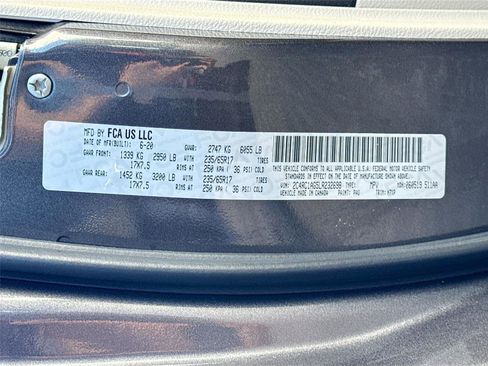 MFD BY FCA US LLC
DATE OF MFR(BUILT): 6-20 GVWR: 2747 KG 6055 LB
GAWR FRONT: 1339 KG 2950 LB WITH 235/65R17 TIRES
17X7.5 RIMS AT 250 KPA( 36 PSI) COLD
GAWR REAR: 1452 KG 3200 LB WITH 235/65R17 TIRES
17X7.5 RIMS AT 250 KPA( 36 PSI) COLD
THIS VEHICLE CONFORMS TO ALL APPLICABLE U.S.A. FEDERAL MOTOR VEHICLE SAFETY
STANDARDS IN EFFECT ON THE DATE OF MANUFACTURE SHOWN ABOVE.
VEHICLE MADE IN CANADA PAINT: PAU TRIM: